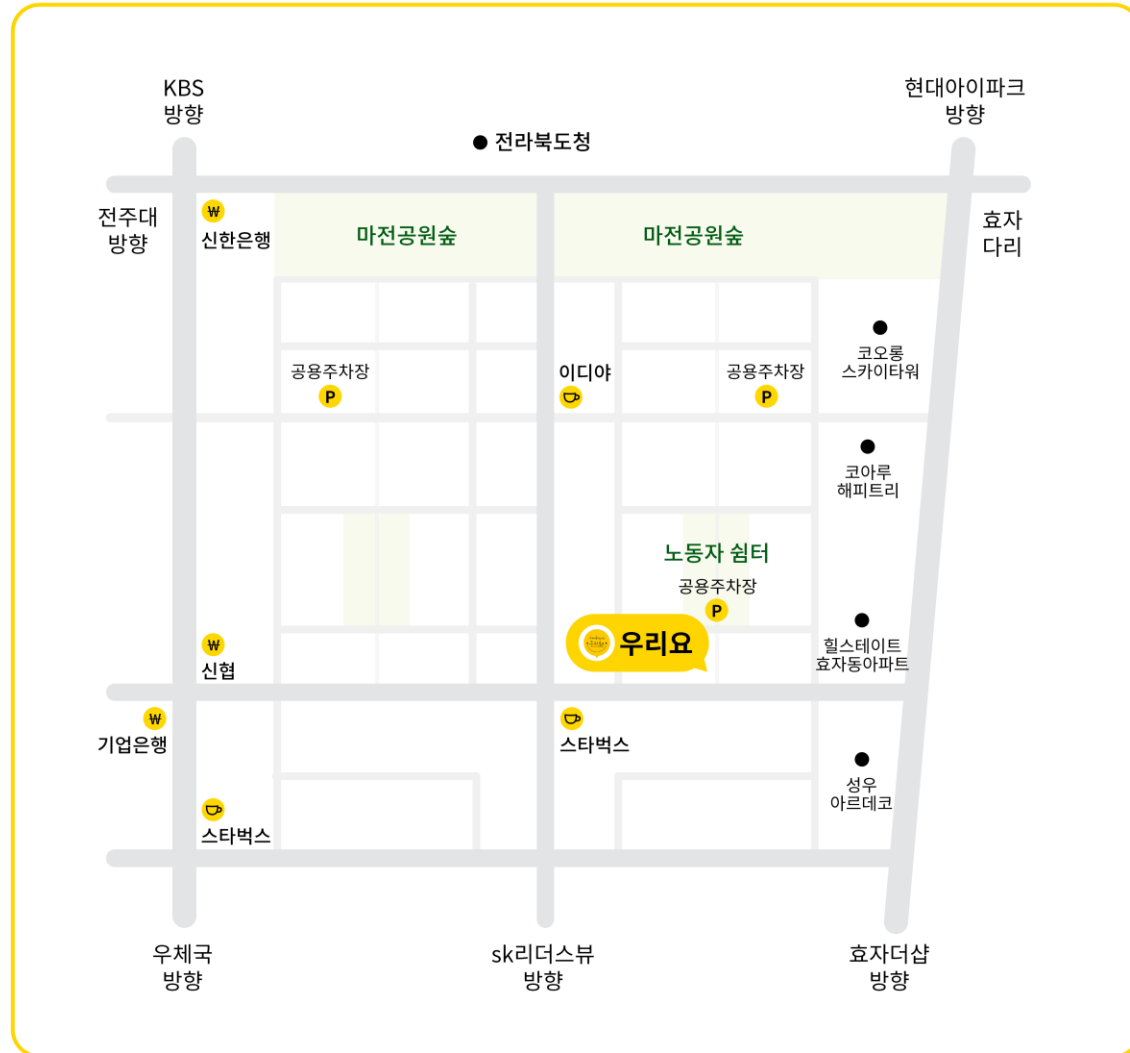 KBS
방향
현대아이파크
방향
전라북도청
전주대
방향
신한은행
마전공원숲
마전공원숲
효자
다리
코오롱
스카이타워
공용주차장
P
이디야
공용주차장
P
코아루
해피트리
노동자 쉼터
공용주차장
P
우리요
힐스테이트
효자동아파트
₩
신협
₩
기업은행
스타벅스
성우
아르데코
스타벅스
우체국
방향
sk리더스뷰
방향
효자더샵
방향